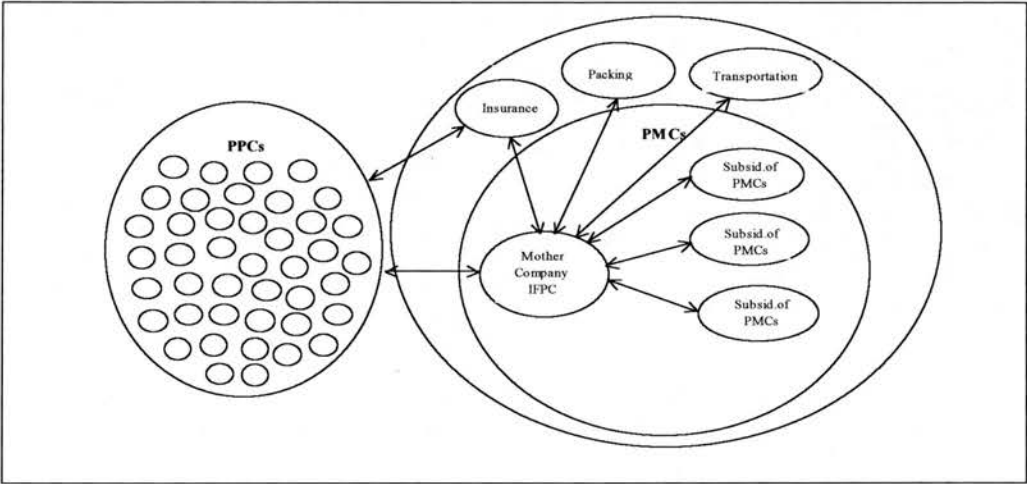 PPCs
Insurance
Packing
Transportation
PMCs
Subsid.of
PMCs
Subsid.of
PMCs
Subsid.of
PMCs
Mother
Company
IFPC